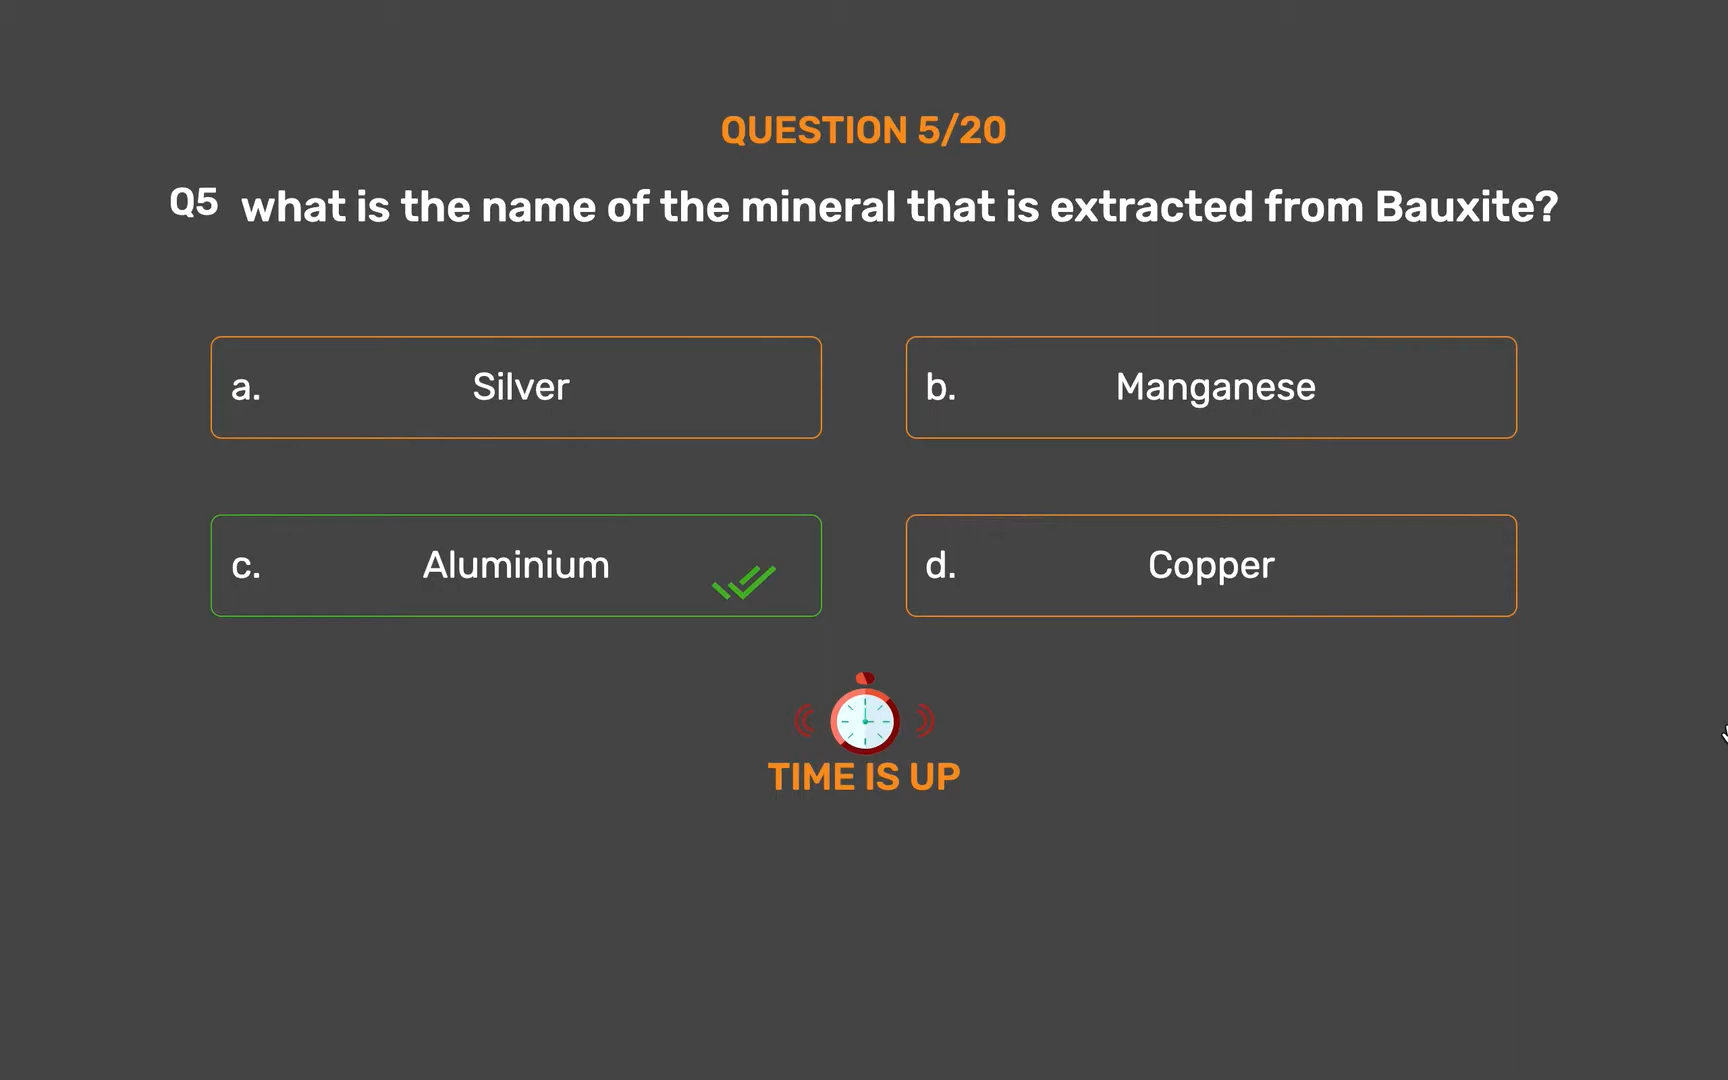 QUESTION 5/20
Q5 what is the name of the mineral that is extracted from Bauxite?
a. Silver
b. Manganese
c. Aluminium
d. Copper
TIME IS UP